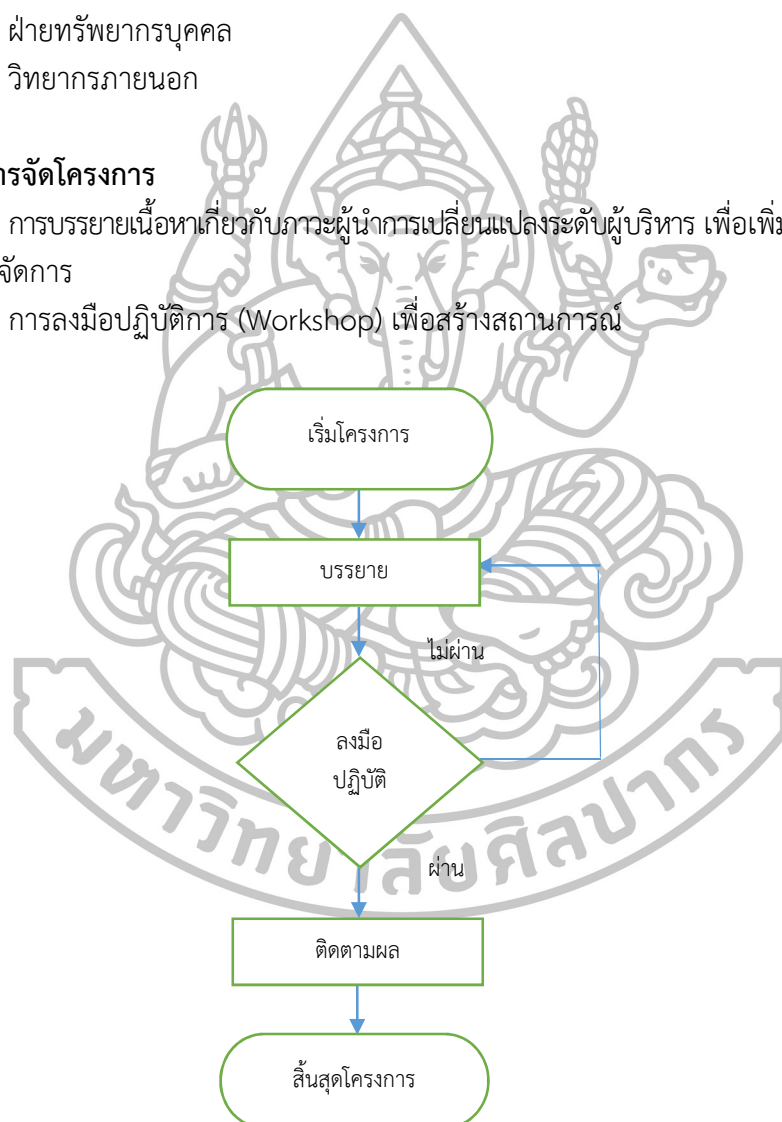 ฝ่ายทรัพยากรบุคคล
วิทยากรภายนอก
ารจัดโครงการ
การบรรยายเนื้อหาเกี่ยวกับภาวะผู้นำการเปลี่ยนแปลงระดับผู้บริหาร เพื่อเพิ่ม
จัดการ
การลงมือปฏิบัติการ (Workshop) เพื่อสร้างสถานการณ์
เริ่มโครงการ
บรรยาย
ไม่ผ่าน
ลงมือ
ปฏิบัติ
มหาวิทยาลัยศิลปากร
ผ่าน
ติดตามผล
สิ้นสุดโครงการ